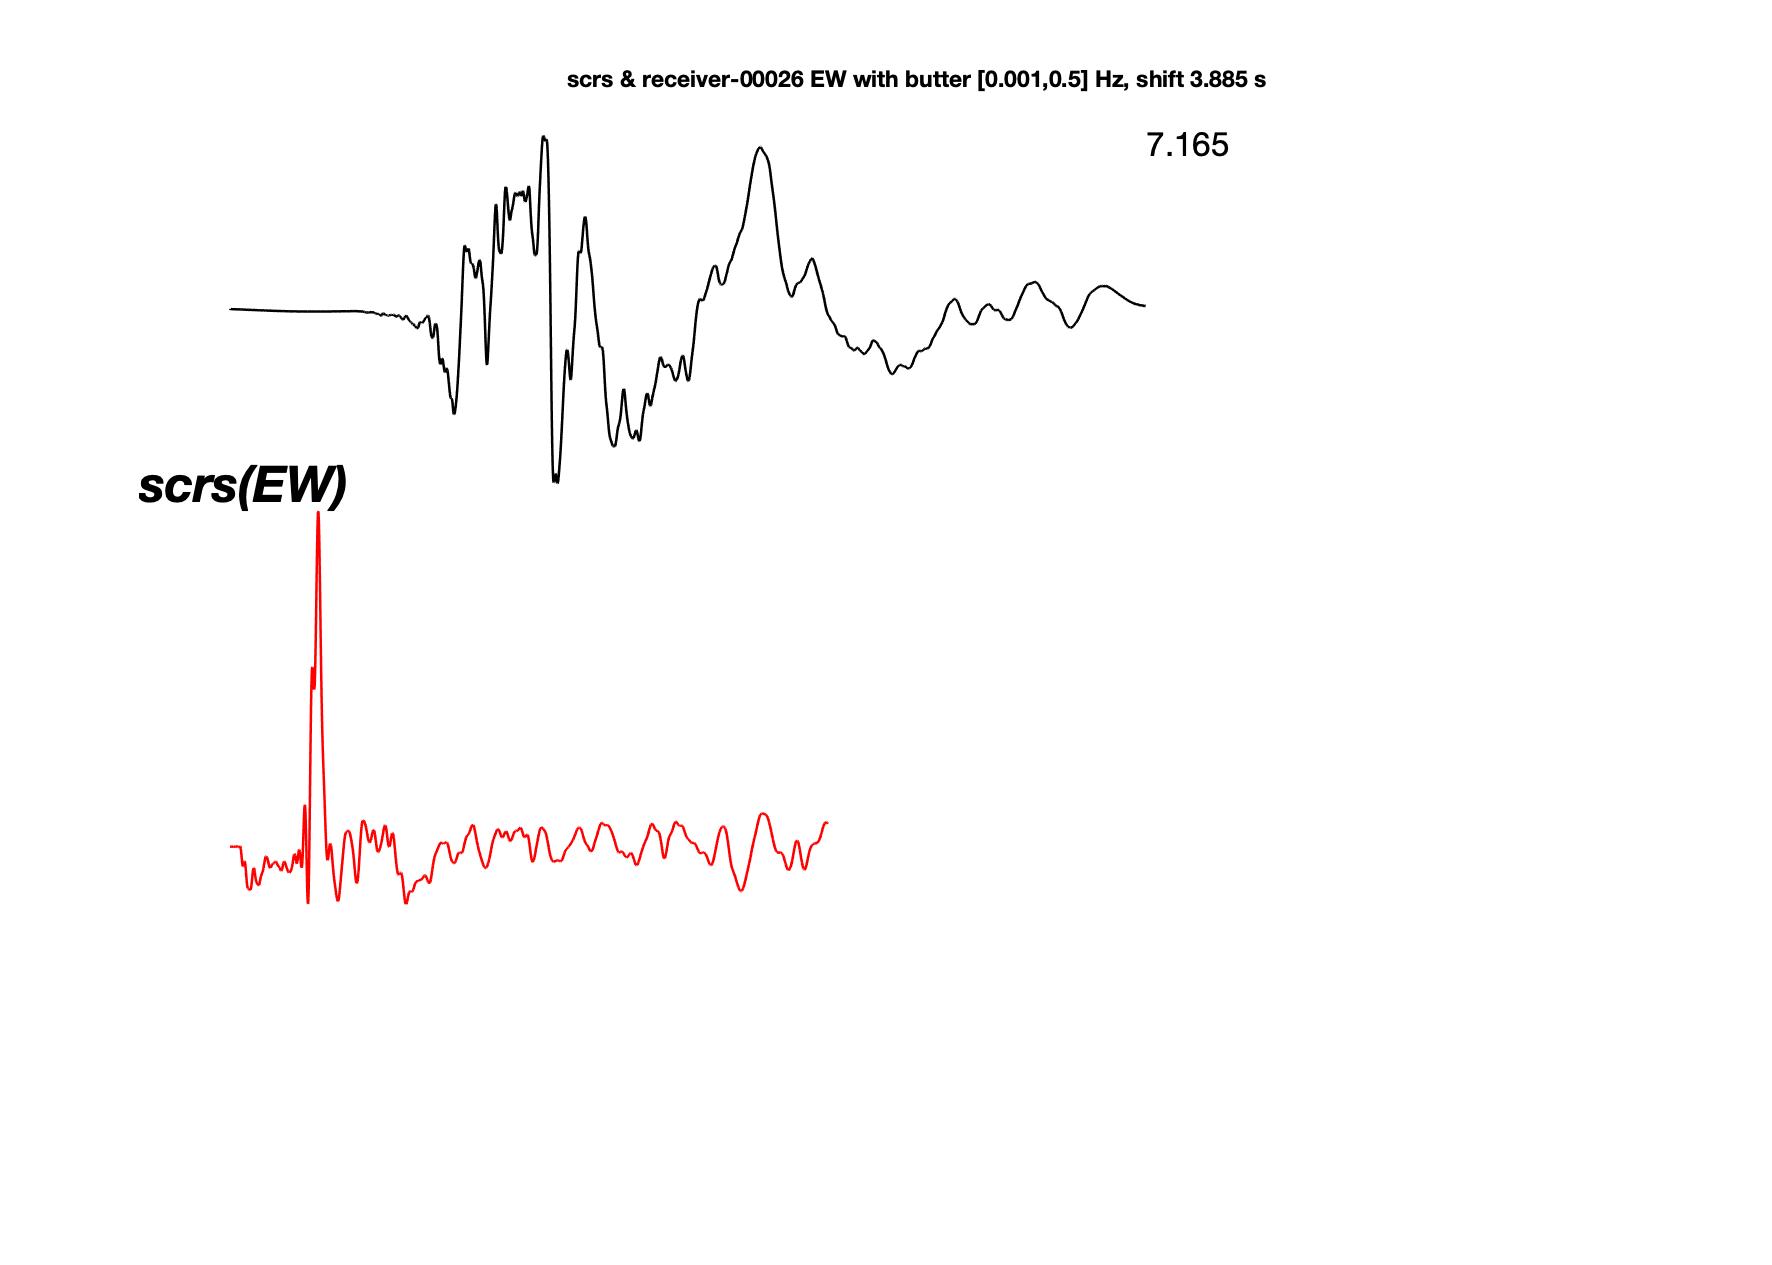 scrs & receiver-00026 EW with butter [0.001,0.5] Hz, shift 3.885 s
7.165
scrs(EW)